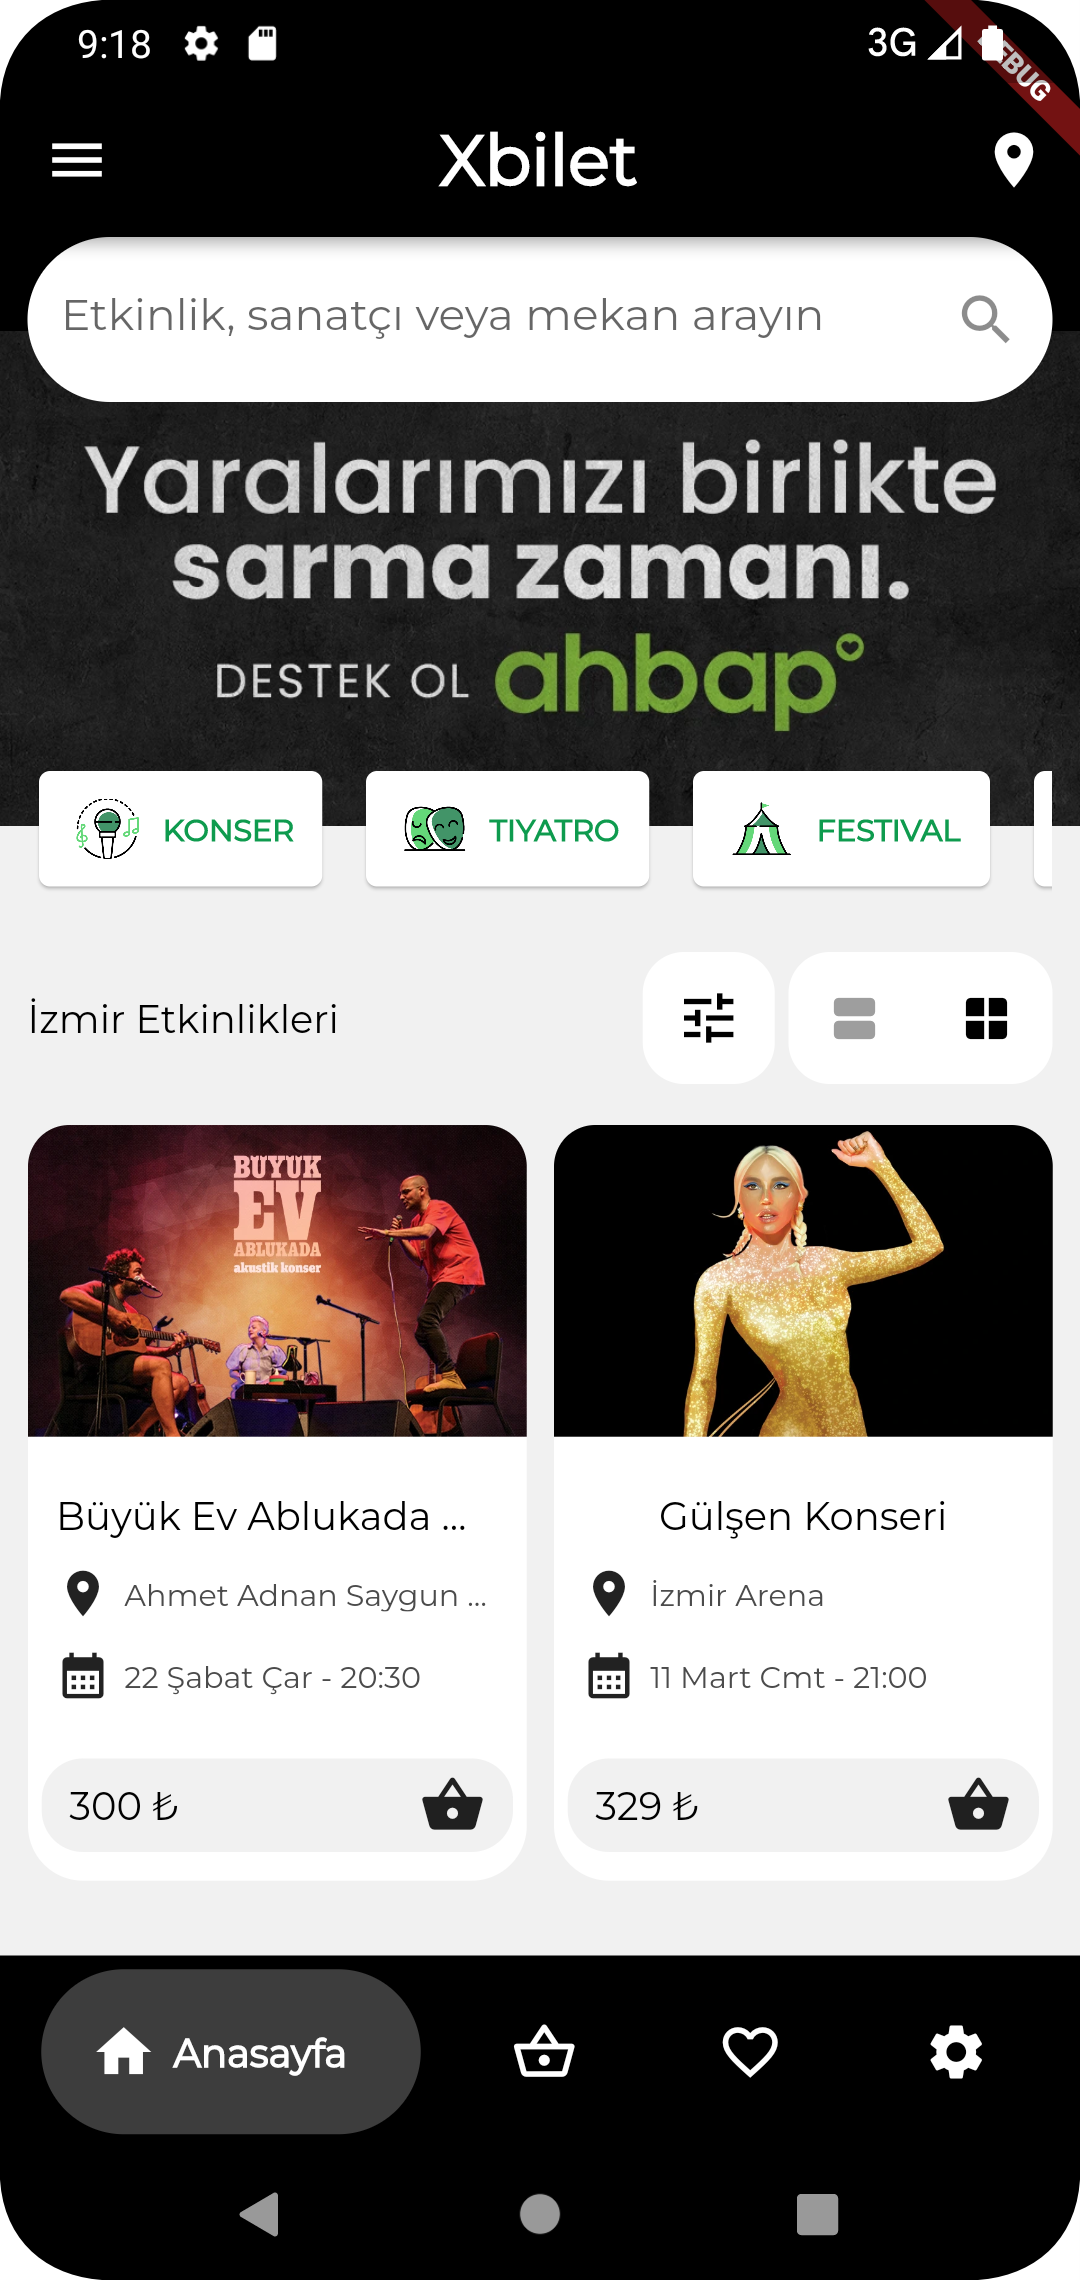 9:18
3G
DEBUG
Xbilet
Etkinlik, sanatçı veya mekan arayın
Yaralarımızı birlikte
sarma zamanı.
DESTEK OL ahbap
KONSER
TIYATRO
FESTIVAL
İzmir Etkinlikleri
BÜYÜK
EV
ABLUKADA
akustik konser
Büyük Ev Ablukada ...
Ahmet Adnan Saygun ...
22 Şabat Çar - 20:30
300 ₺
Gülşen Konseri
İzmir Arena
11 Mart Cmt - 21:00
329 ₺
Anasayfa